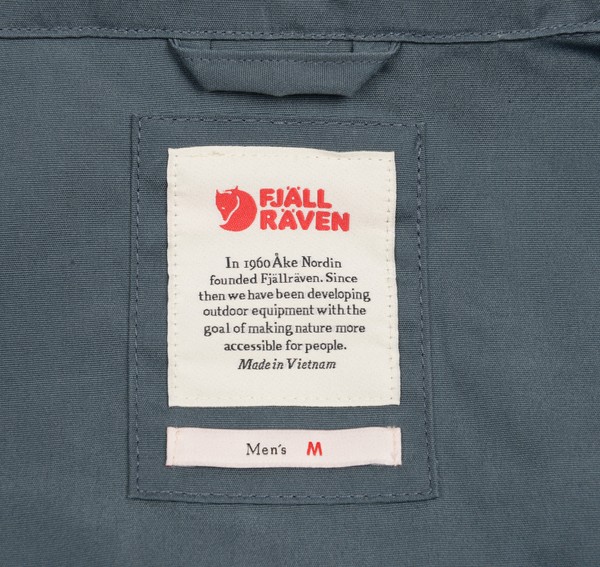 FJÄLL
RÄVEN
In 1960 Åke Nordin
founded Fjällräven. Since
then we have been developing
outdoor equipment with the
goal of making nature more
accessible for people.
Made in Vietnam
Men's M